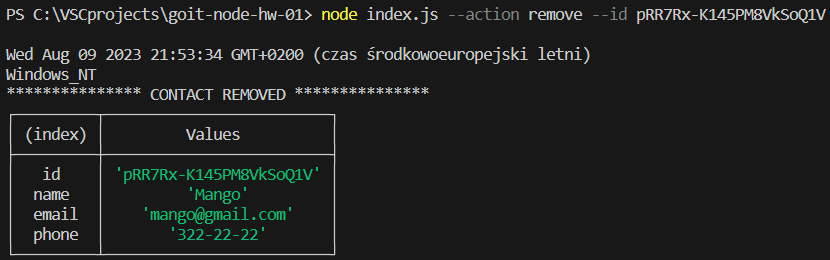 PS C:\VSCprojects\goit-node-hw-01> node index.js --action remove --id pRR7Rx-K145PM8VkSoQ1V
Wed Aug 09 2023 21:53:34 GMT+0200 (czas środkowoeuropejski letni)
Windows_NT
*************** CONTACT REMOVED ***************
(index) Values
id 'pRR7Rx-K145PM8VkSoQ1V'
name 'Mango'
email 'mango@gmail.com'
phone '322-22-22'